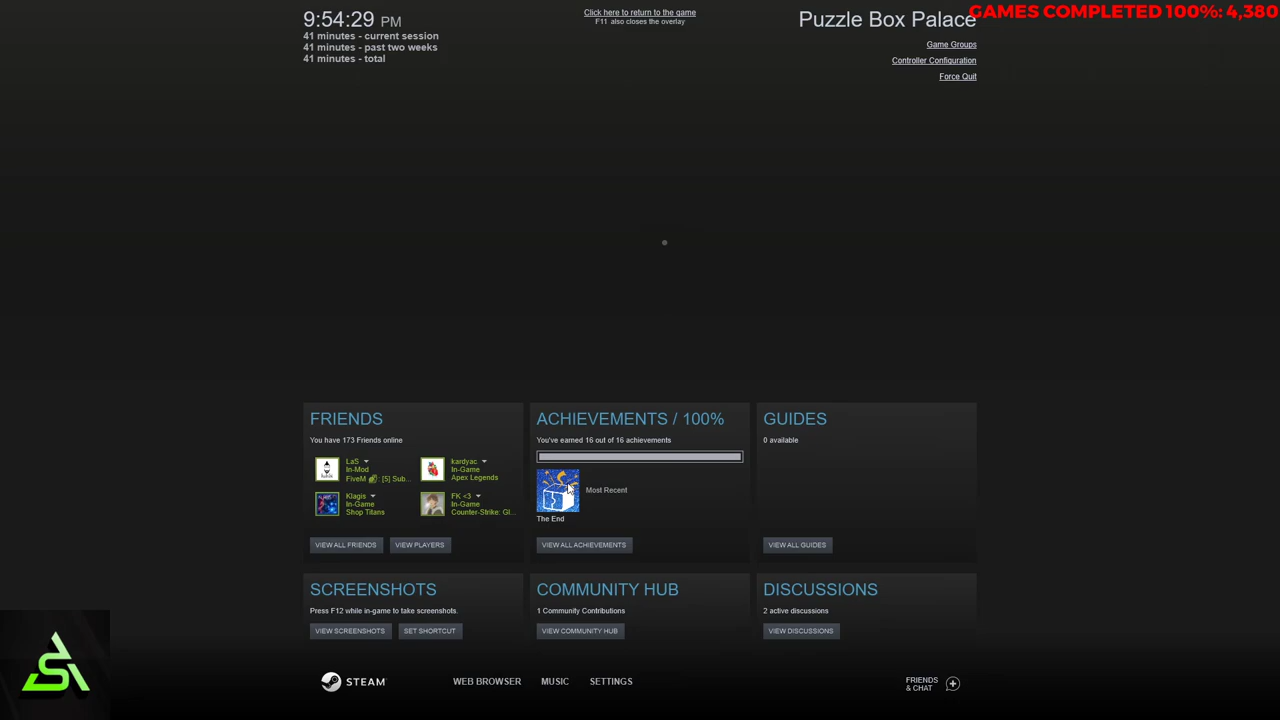 9:54:29 PM
41 minutes - current session
41 minutes - past two weeks
41 minutes - total
Click here to return to the game
F11 also closes the overlay
Puzzle Box Palace
GAMES COMPLETED 100%: 4,380
Game Groups
Controller Configuration
Force Quit
FRIENDS
You have 173 Friends online
LaS
In-Mod
FiveM [5] Sub...
kardyac
In-Game
Apex Legends
Klagis
In-Game
Shop Titans
FK <3
In-Game
Counter-Strike: Gl...
VIEW ALL FRIENDS
VIEW PLAYERS
ACHIEVEMENTS / 100%
You've earned 16 out of 16 achievements
Most Recent
The End
VIEW ALL ACHIEVEMENTS
GUIDES
0 available
VIEW ALL GUIDES
SCREENSHOTS
Press F12 while in-game to take screenshots.
VIEW SCREENSHOTS
SET SHORTCUT
COMMUNITY HUB
1 Community Contributions
VIEW COMMUNITY HUB
DISCUSSIONS
2 active discussions
VIEW DISCUSSIONS
STEAM
WEB BROWSER
MUSIC
SETTINGS
FRIENDS
& CHAT